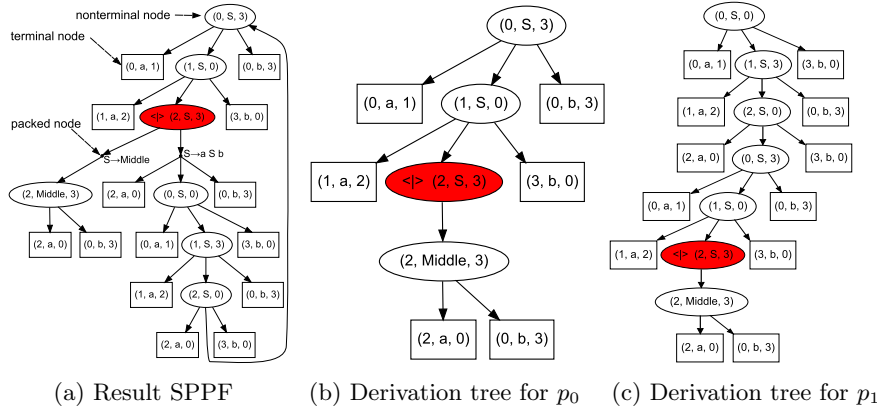 nonterminal node
(0, S, 3)
terminal node
(0, a, 1)
(1, S, 0)
(0, b, 3)
(1, a, 2)
<|> (2, S, 3)
(3, b, 0)
packed node
S→Middle
S→a S b
(2, Middle, 3)
(2, a, 0)
(0, S, 0)
(0, b, 3)
(2, a, 0)
(0, b, 3)
(0, a, 1)
(1, S, 3)
(3, b, 0)
(1, a, 2)
(2, S, 0)
(0, b, 3)
(2, a, 0)
(3, b, 0)
(a) Result SPPF
(0, S, 3)
(0, a, 1)
(1, S, 0)
(0, b, 3)
(1, a, 2)
<|> (2, S, 3)
(3, b, 0)
(2, Middle, 3)
(2, a, 0)
(0, b, 3)
(b) Derivation tree for p0
(0, S, 0)
(0, a, 1)
(1, S, 3)
(3, b, 0)
(1, a, 2)
(2, S, 0)
(0, b, 3)
(2, a, 0)
(0, S, 3)
(3, b, 0)
(0, a, 1)
(1, S, 0)
(0, b, 3)
(1, a, 2)
<|> (2, S, 3)
(3, b, 0)
(2, Middle, 3)
(2, a, 0)
(0, b, 3)
(c) Derivation tree for p1